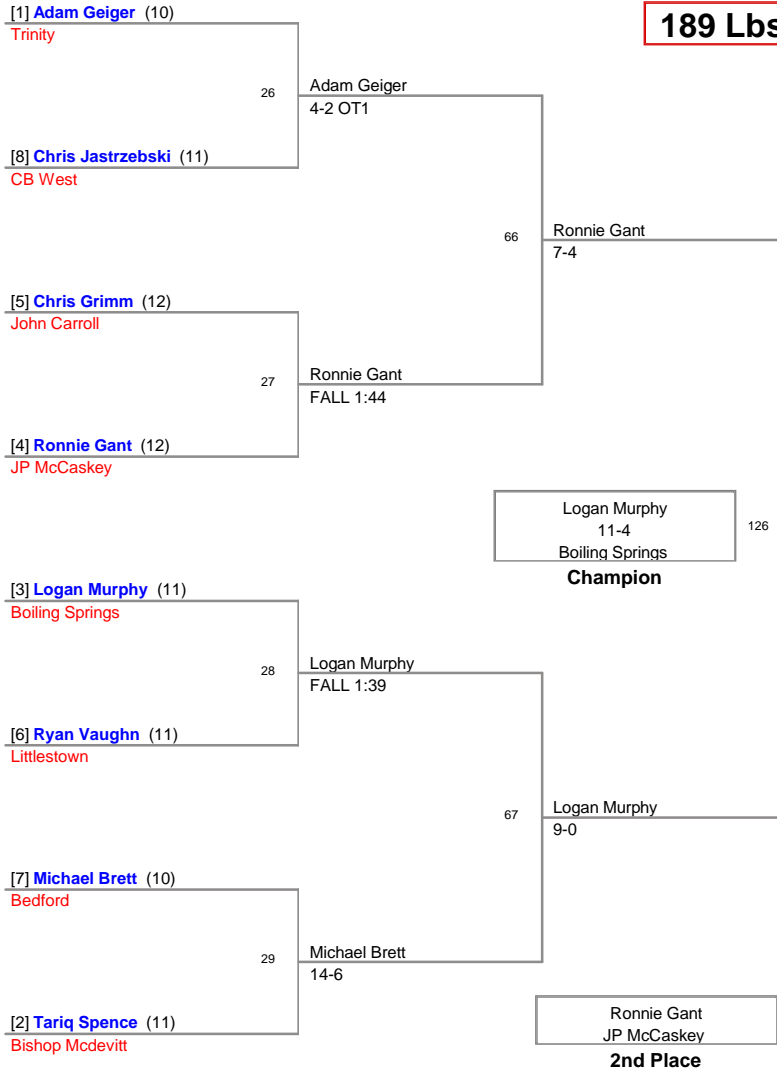 [1] Adam Geiger (10)
Trinity
189 Lbs
26
Adam Geiger
4-2 OT1
[8] Chris Jastrzebski (11)
CB West
66
Ronnie Gant
7-4
[5] Chris Grimm (12)
John Carroll
27
Ronnie Gant
FALL 1:44
[4] Ronnie Gant (12)
JP McCaskey
Logan Murphy
11-4
Boiling Springs
126
Champion
[3] Logan Murphy (11)
Boiling Springs
28
Logan Murphy
FALL 1:39
[6] Ryan Vaughn (11)
Littlestown
67
Logan Murphy
9-0
[7] Michael Brett (10)
Bedford
29
Michael Brett
14-6
[2] Tariq Spence (11)
Bishop Mcdevitt
Ronnie Gant
JP McCaskey
2nd Place